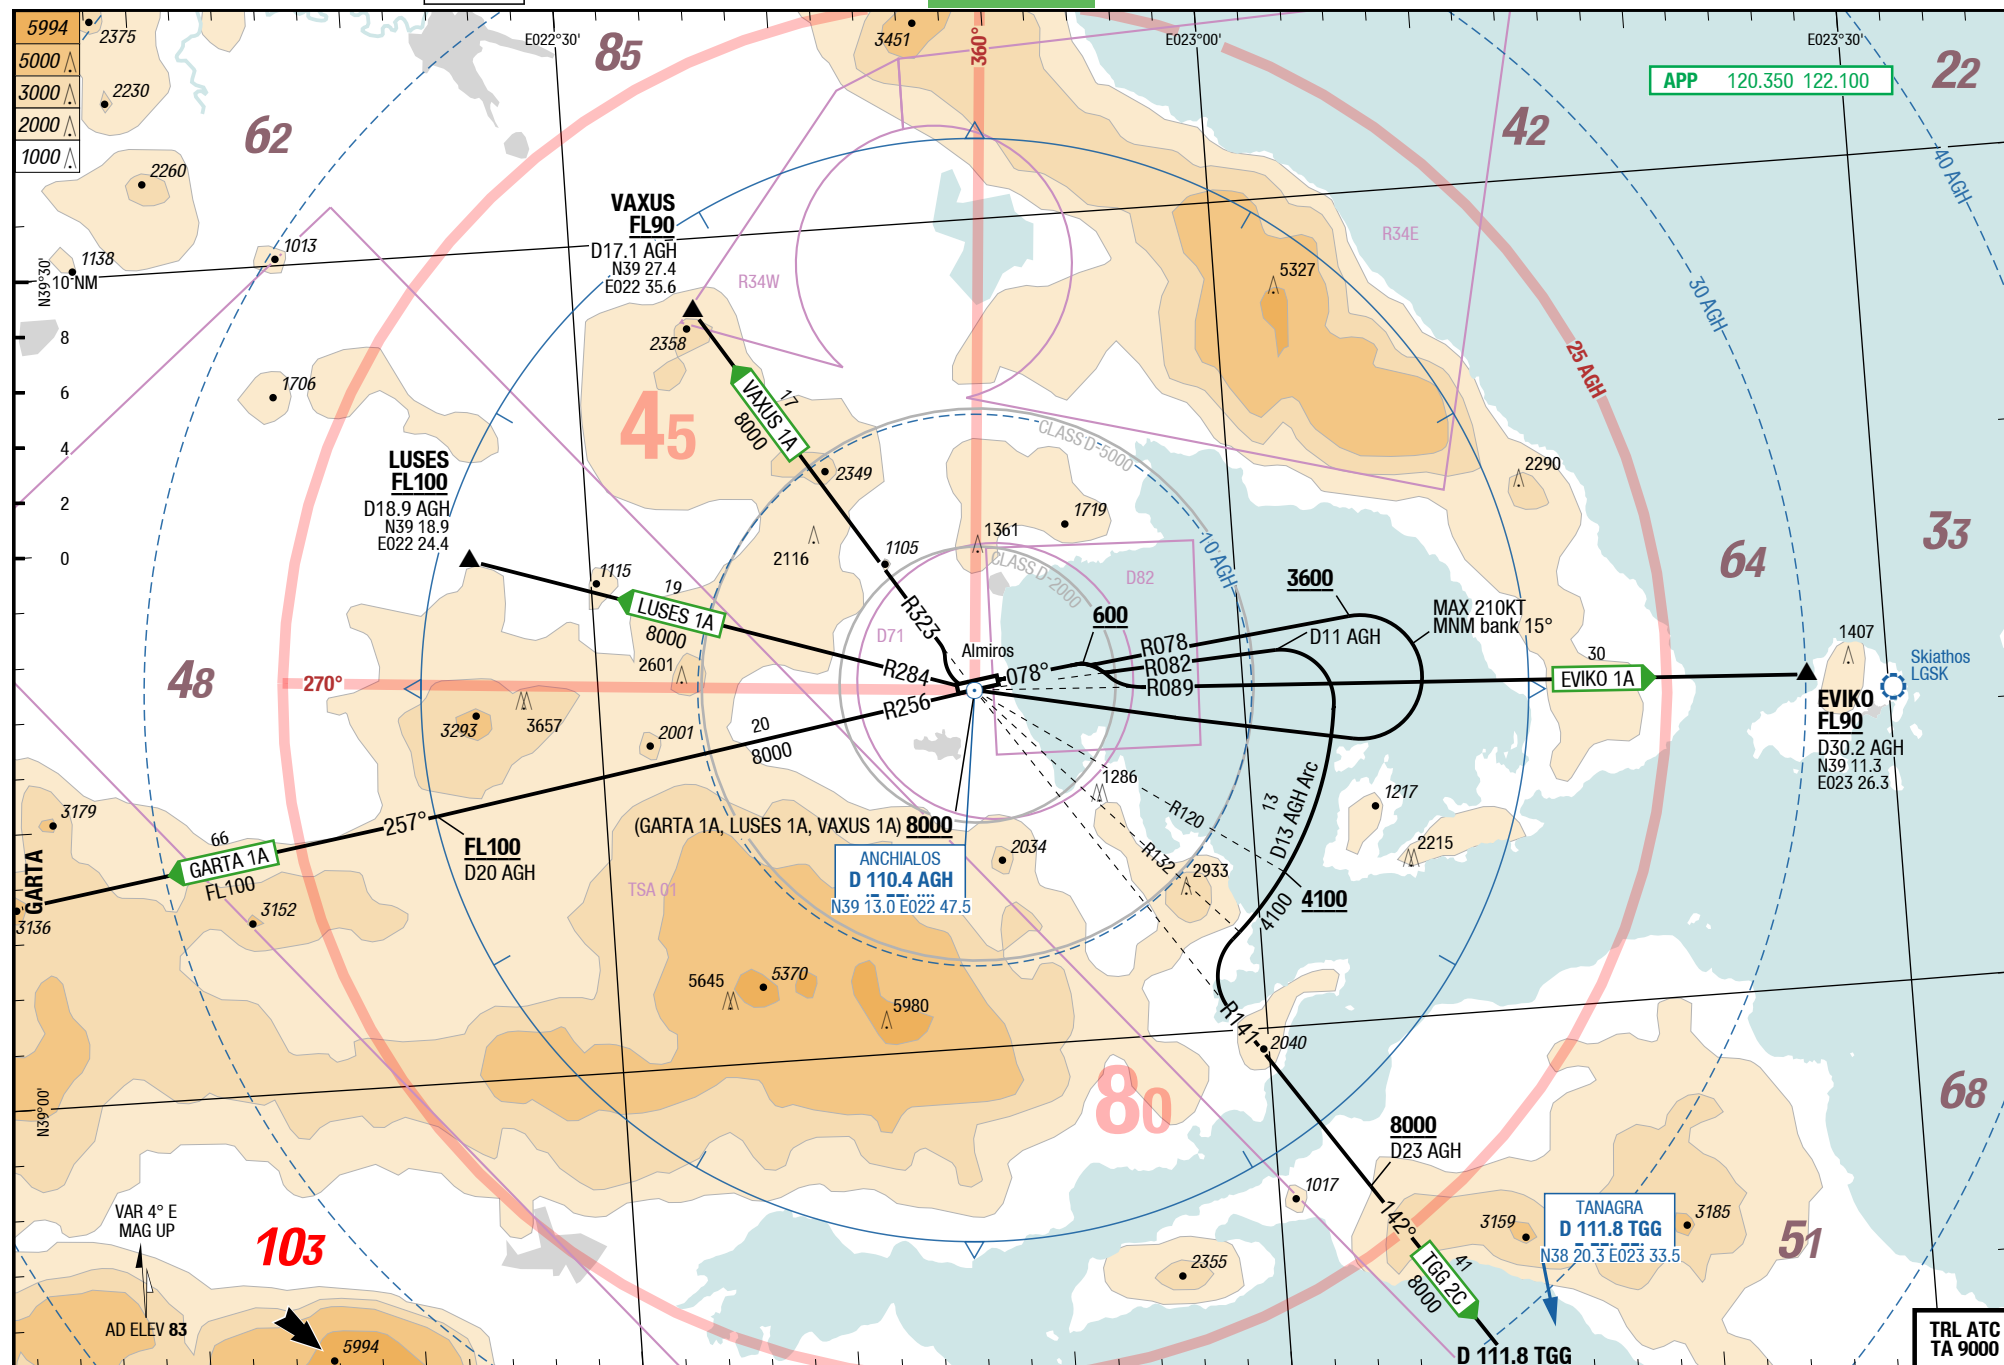 5994
5000
3000
2000
1000
2375
2230
2260
1013
1138
N39°30'
10 NM
8
6
4
2
0
62
85
E022°30'
3451
360°
E023°00'
E023°30'
APP 120.350 122.100
22
42
40 AGH
30 AGH
25 AGH
R34E
R34W
5327
VAXUS
FL90
D17.1 AGH
N39 27.4
E022 35.6
2358
1706
45
17
VAXUS 1A
8000
2349
CLASS D-5000
2290
LUSES
FL100
D18.9 AGH
N39 18.9
E022 24.4
1719
1361
2116
1105
CLASS D-2000
10 AGH
D82
D71
33
64
1115
19
LUSES 1A
8000
R323
3600
600
MAX 210KT
MNM bank 15°
D11 AGH
R078
R082
R089
Almiros
078°
R284
R256
2601
48
270°
30
EVIKO 1A
1407
Skiathos
LGSK
EVIKO
FL90
D30.2 AGH
N39 11.3
E023 26.3
3293
3657
2001
20
8000
1286
R120
R132
13
D13 AGH Arc
1217
2215
3179
66
GARTA 1A
FL100
257°
FL100
D20 AGH
GARTA
3136
3152
(GARTA 1A, LUSES 1A, VAXUS 1A) 8000
ANCHIALOS
D 110.4 AGH
N39 13.0 E022 47.5
TSA 01
2034
2933
4100
4100
5645
5370
5980
R141
2040
N39°00'
80
68
8000
D23 AGH
1017
142°
TANAGRA
D 111.8 TGG
N38 20.3 E023 33.5
3159
3185
51
VAR 4° E
MAG UP
103
2355
41
TGG 2C
8000
AD ELEV 83
5994
D 111.8 TGG
TRL ATC
TA 9000